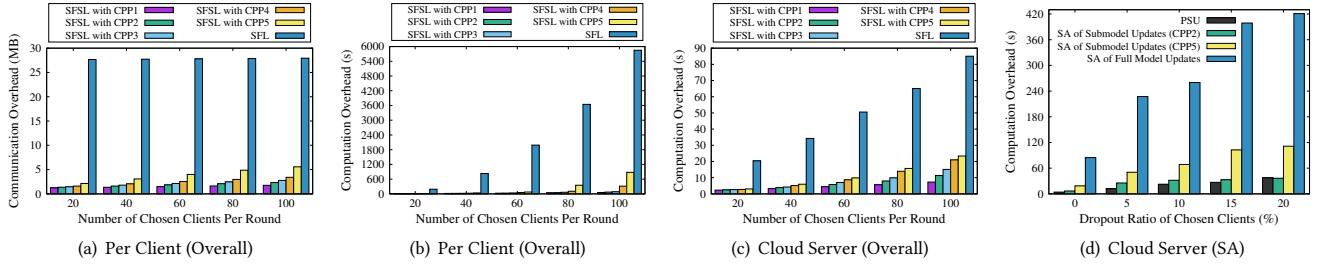 SFSL with CPP1
SFSL with CPP4
SFSL with CPP2
SFSL with CPP5
SFSL with CPP3
SFL
Communication Overhead (MB)
30
25
20
15
10
5
0
20
40
60
80
100
Number of Chosen Clients Per Round
(a) Per Client (Overall)
SFSL with CPP1
SFSL with CPP4
SFSL with CPP2
SFSL with CPP5
SFSL with CPP3
SFL
Computation Overhead (s)
6000
5400
4800
4200
3600
3000
2400
1800
1200
600
0
20
40
60
80
100
Number of Chosen Clients Per Round
(b) Per Client (Overall)
SFSL with CPP1
SFSL with CPP4
SFSL with CPP2
SFSL with CPP5
SFSL with CPP3
SFL
Computation Overhead (s)
90
80
70
60
50
40
30
20
10
0
20
40
60
80
100
Number of Chosen Clients Per Round
(c) Cloud Server (Overall)
PSU
SA of Submodel Updates (CPP2)
SA of Submodel Updates (CPP5)
SA of Full Model Updates
Computation Overhead (s)
420
360
300
240
180
120
60
0
0
5
10
15
20
Dropout Ratio of Chosen Clients (%)
(d) Cloud Server (SA)